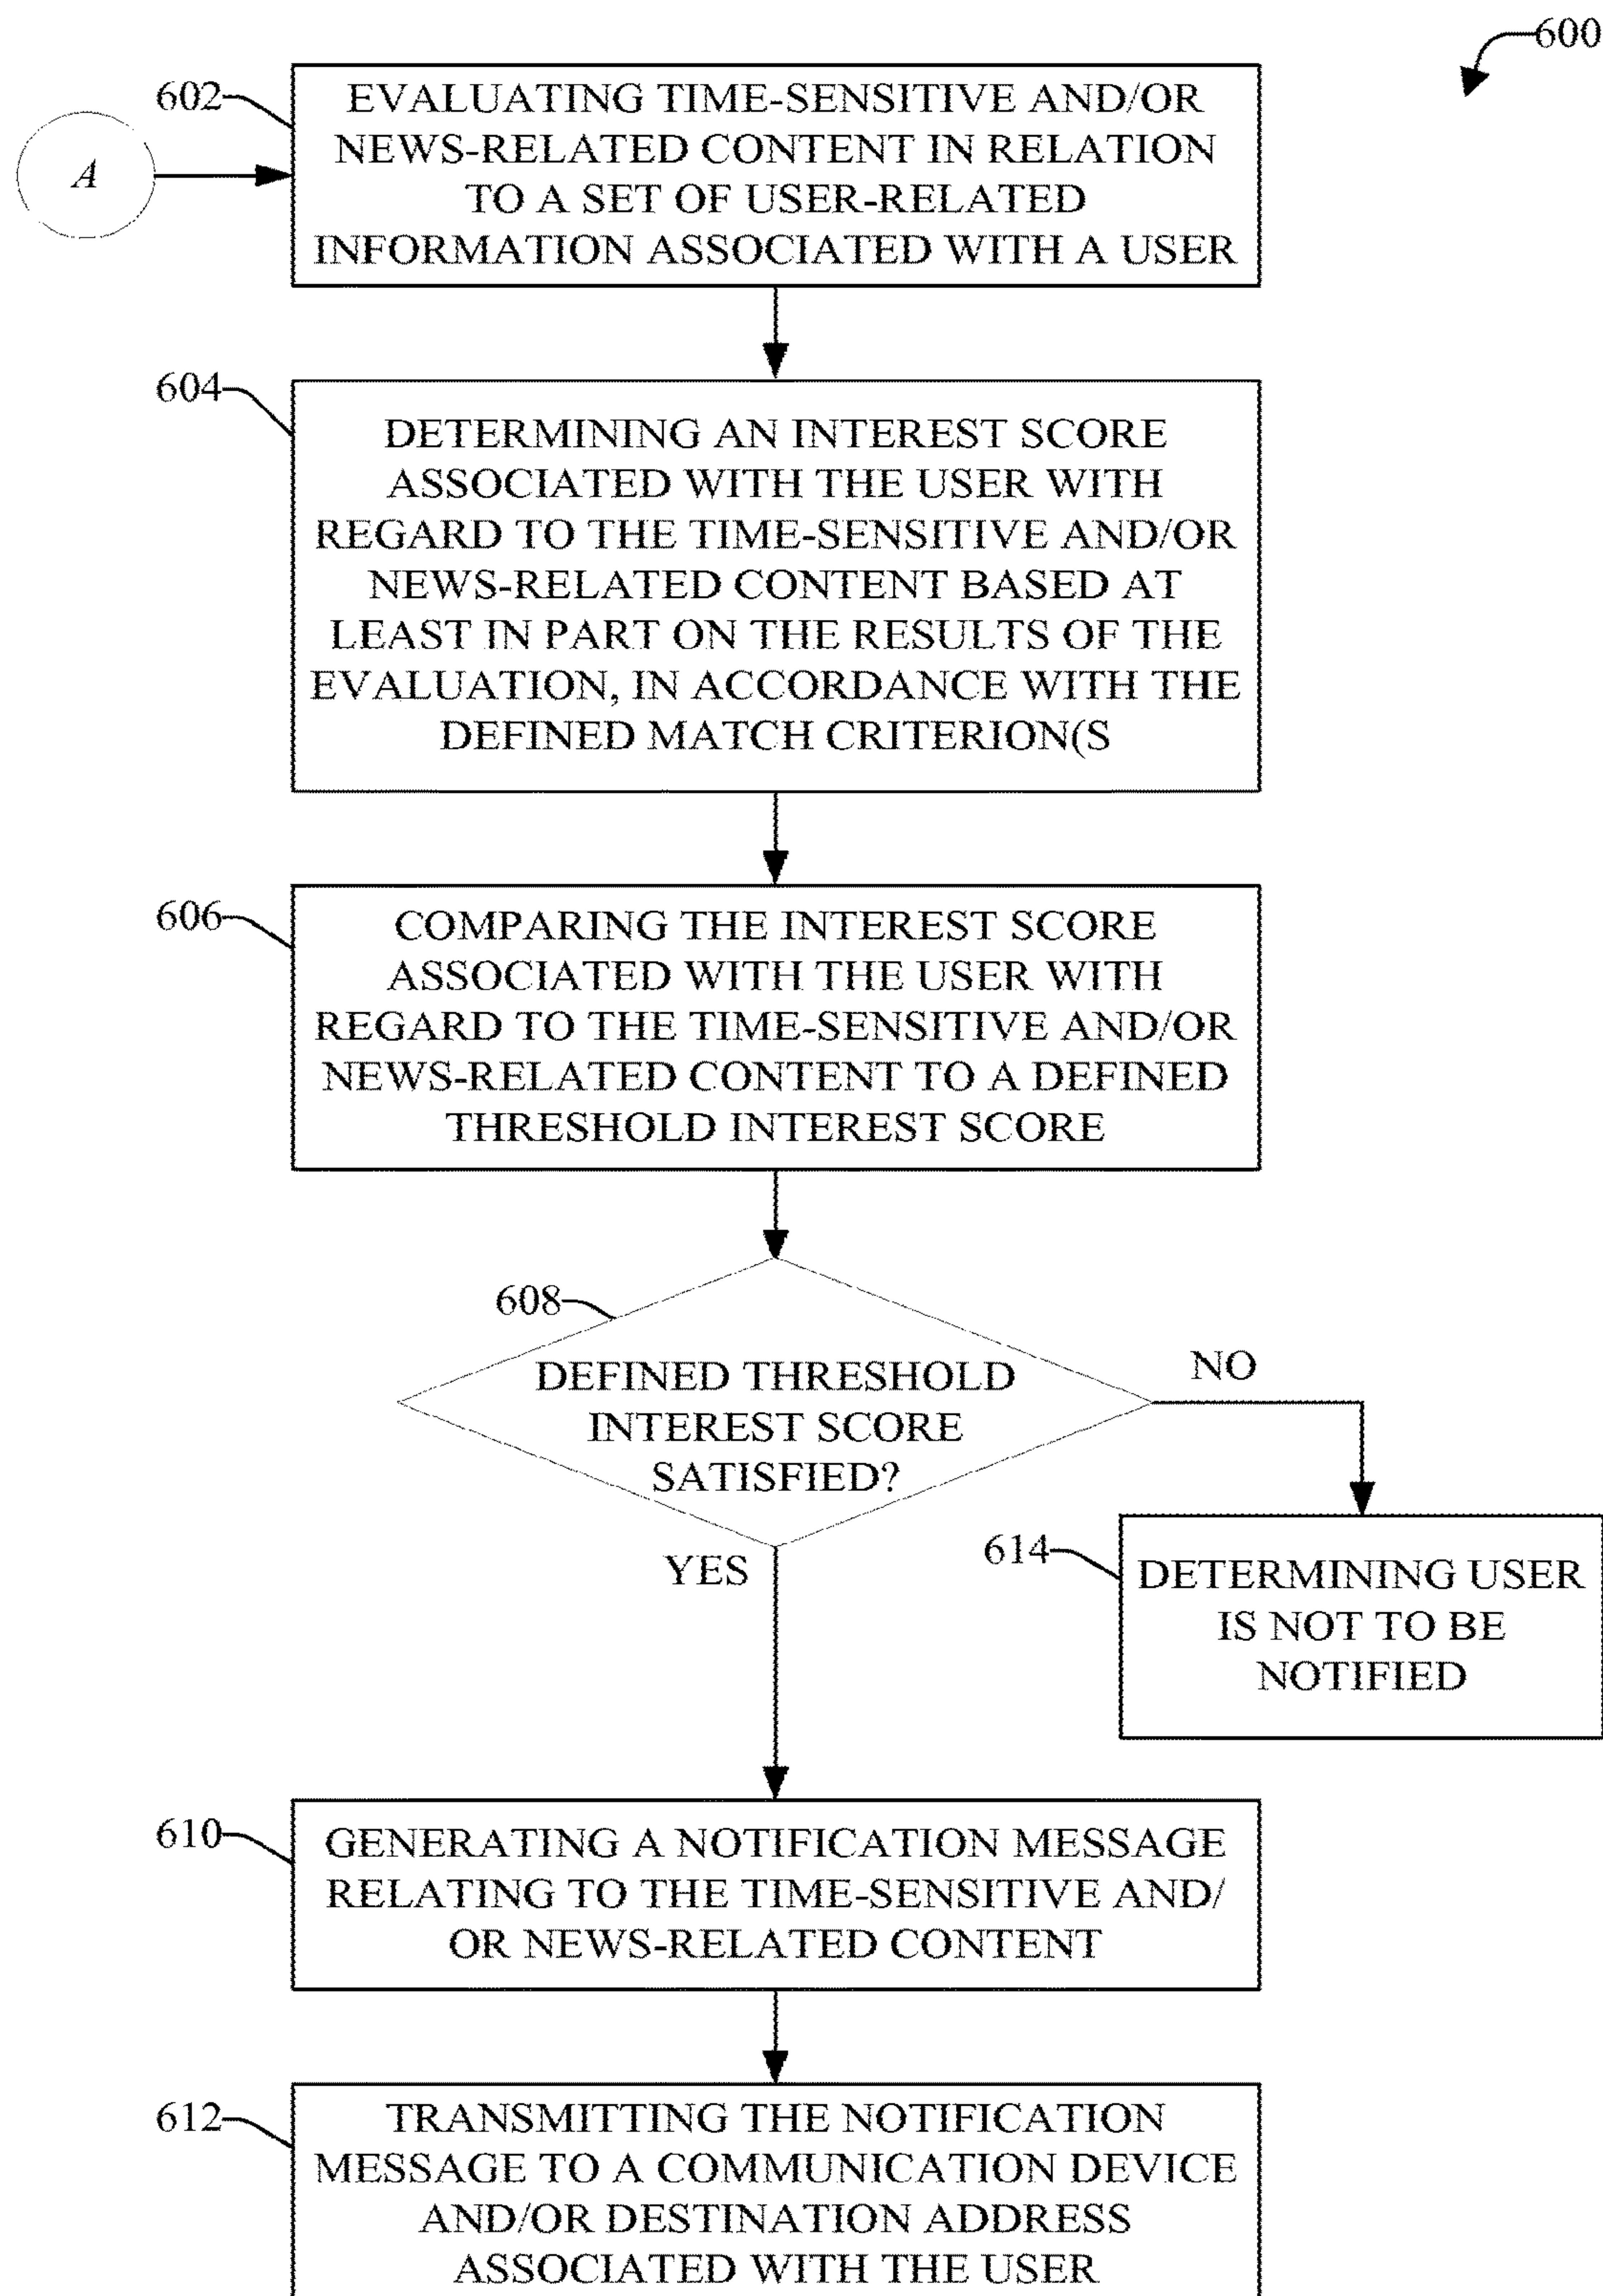 600
602
EVALUATING TIME-SENSITIVE AND/OR
NEWS-RELATED CONTENT IN RELATION
TO A SET OF USER-RELATED
INFORMATION ASSOCIATED WITH A USER
A
604
DETERMINING AN INTEREST SCORE
ASSOCIATED WITH THE USER WITH
REGARD TO THE TIME-SENSITIVE AND/OR
NEWS-RELATED CONTENT BASED AT
LEAST IN PART ON THE RESULTS OF THE
EVALUATION, IN ACCORDANCE WITH THE
DEFINED MATCH CRITERION(S
606
COMPARING THE INTEREST SCORE
ASSOCIATED WITH THE USER WITH
REGARD TO THE TIME-SENSITIVE AND/OR
NEWS-RELATED CONTENT TO A DEFINED
THRESHOLD INTEREST SCORE
608
DEFINED THRESHOLD
INTEREST SCORE
SATISFIED?
NO
YES
614
DETERMINING USER
IS NOT TO BE
NOTIFIED
610
GENERATING A NOTIFICATION MESSAGE
RELATING TO THE TIME-SENSITIVE AND/
OR NEWS-RELATED CONTENT
612
TRANSMITTING THE NOTIFICATION
MESSAGE TO A COMMUNICATION DEVICE
AND/OR DESTINATION ADDRESS
ASSOCIATED WITH THE USER